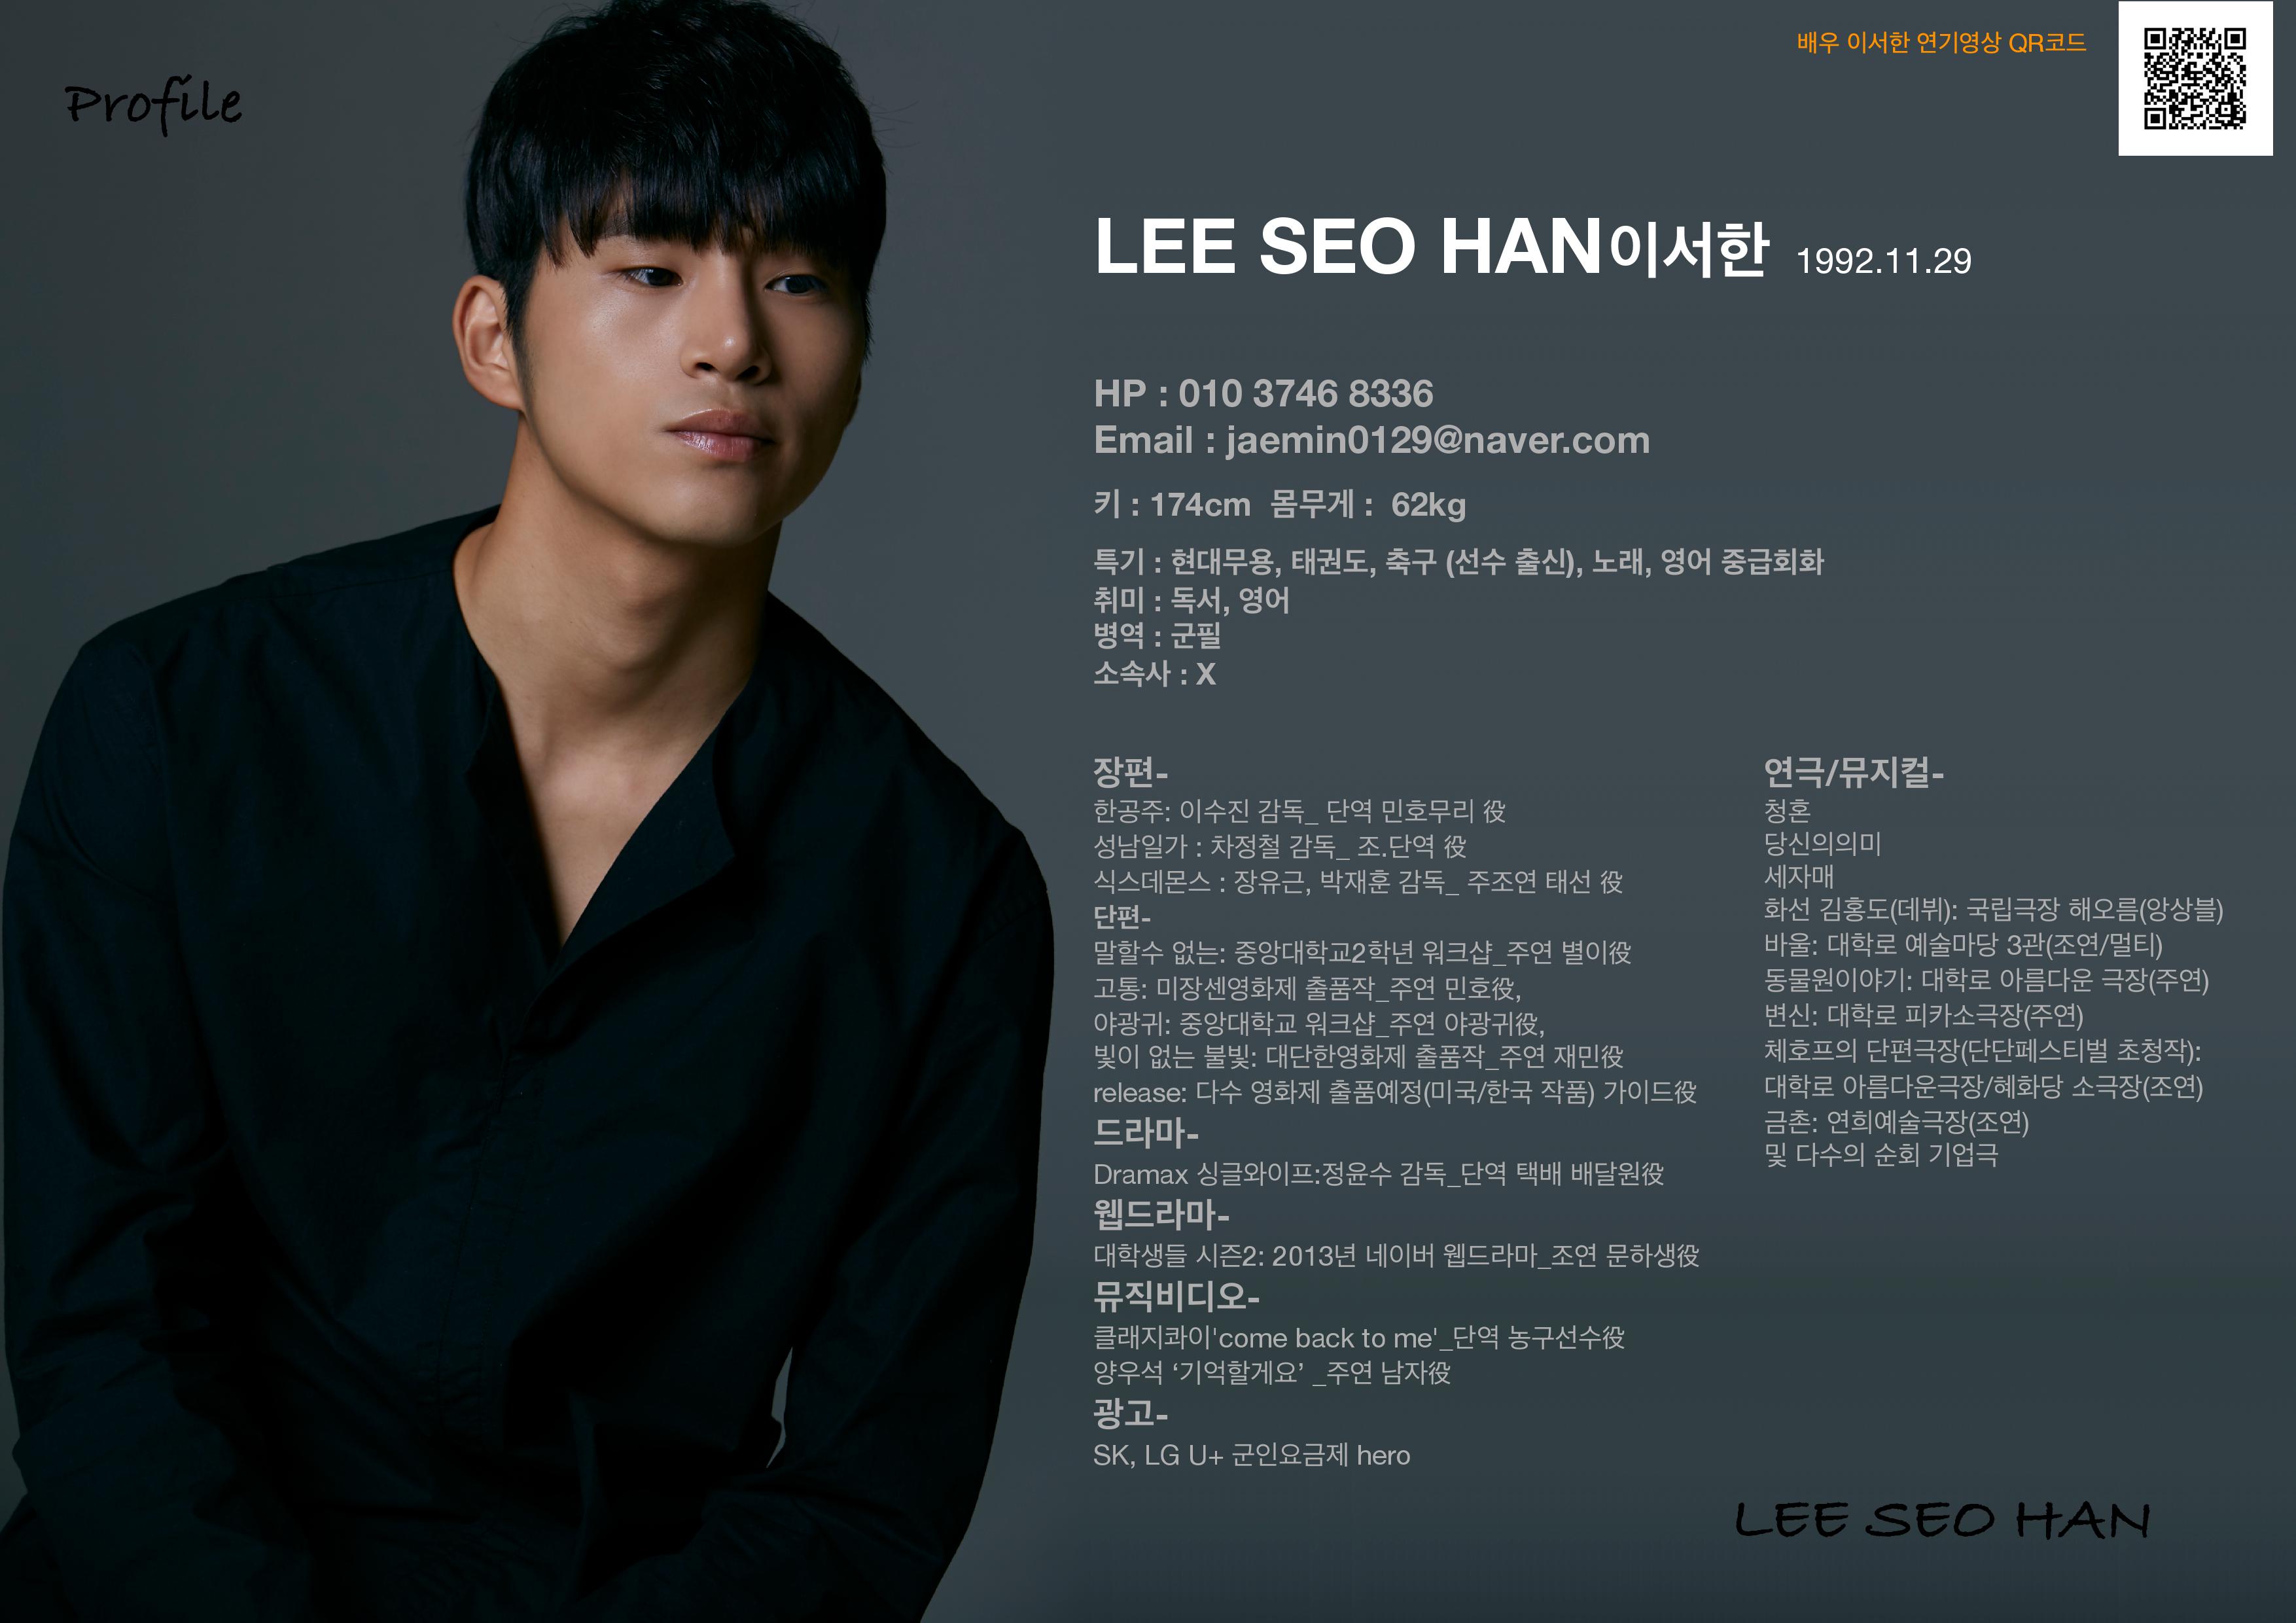 Profile
배우 이서한 연기영상 QR코드
LEE SEO HAN이서한 1992.11.29
HP : 010 3746 8336
Email : jaemin0129@naver.com
키 : 174cm 몸무게 : 62kg
특기 : 현대무용, 태권도, 축구 (선수 출신), 노래, 영어 중급회화
취미 : 독서, 영어
병역 : 군필
소속사 : X
장편-
한공주: 이수진 감독_ 단역 민호무리 役
성남일가 : 차정철 감독_ 조.단역 役
식스데몬스 : 장유근, 박재훈 감독_ 주조연 태선 役
단편-
말할수 없는: 중앙대학교2학년 워크샵_주연 별이役
고통: 미장센영화제 출품작_주연 민호役,
야광귀: 중앙대학교 워크샵_주연 야광귀役,
빛이 없는 불빛: 대단한영화제 출품작_주연 재민役
release: 다수 영화제 출품예정(미국/한국 작품) 가이드役
드라마-
Dramax 싱글와이프:정윤수 감독_단역 택배 배달원役
웹드라마-
대학생들 시즌2: 2013년 네이버 웹드라마_조연 문하생役
뮤직비디오-
클래지콰이'come back to me'_단역 농구선수役
양우석 ‘기억할게요’ _주연 남자役
광고-
SK, LG U+ 군인요금제 hero
연극/뮤지컬-
청혼
당신의의미
세자매
화선 김홍도(데뷔): 국립극장 해오름(앙상블)
바울: 대학로 예술마당 3관(조연/멀티)
동물원이야기: 대학로 아름다운 극장(주연)
변신: 대학로 피카소극장(주연)
체호프의 단편극장(단단페스티벌 초청작):
대학로 아름다운극장/혜화당 소극장(조연)
금촌: 연희예술극장(조연)
및 다수의 순회 기업극
LEE SEO HAN